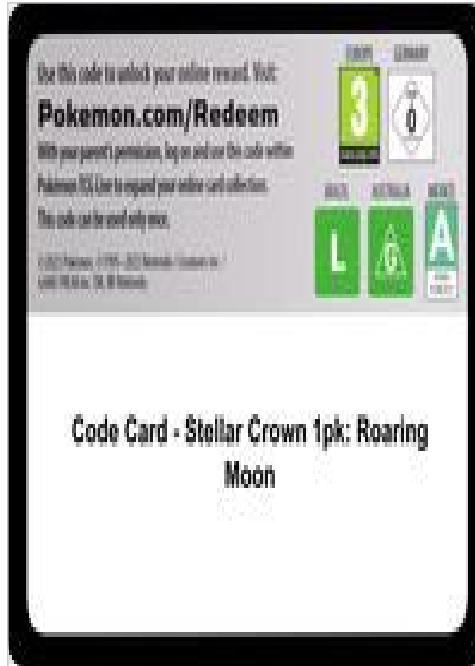 Use this code to unlock your online reward. Visit:
Pokemon.com/Redeem
With your parent's permission, log on and use the code within
Pokémon TCG Live to expand your online card collection.
This code can be used only once.
EUROPE GERMANY
3
0
BRAZIL AUSTRALIA MEXICO
L
G
A
Code Card - Stellar Crown 1pk: Roaring
Moon